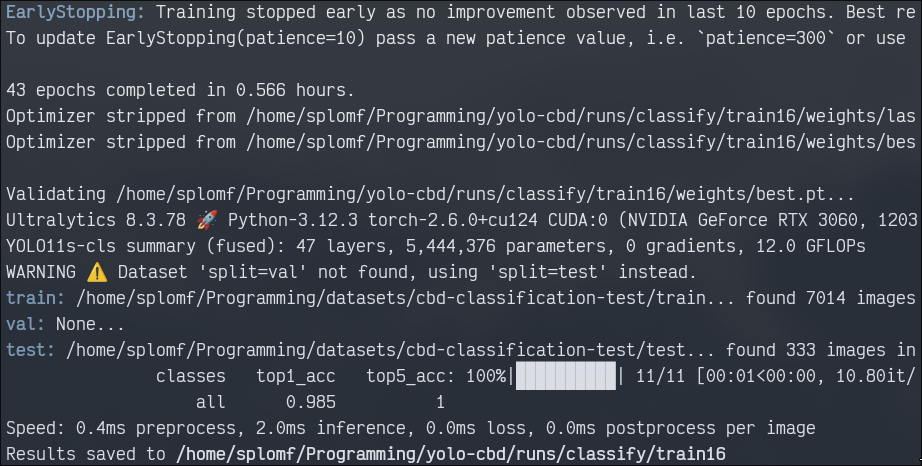 EarlyStopping: Training stopped early as no improvement observed in last 10 epochs. Best re
To update EarlyStopping(patience=10) pass a new patience value, i.e. `patience=300` or use
43 epochs completed in 0.566 hours.
Optimizer stripped from /home/splomf/Programming/yolo-cbd/runs/classify/train16/weights/las
Optimizer stripped from /home/splomf/Programming/yolo-cbd/runs/classify/train16/weights/bes
Validating /home/splomf/Programming/yolo-cbd/runs/classify/train16/weights/best.pt...
Ultralytics 8.3.78 🚀 Python-3.12.3 torch-2.6.0+cu124 CUDA:0 (NVIDIA GeForce RTX 3060, 1203
YOLO11s-cls summary (fused): 47 layers, 5,444,376 parameters, 0 gradients, 12.0 GFLOPs
WARNING ⚠️ Dataset 'split=val' not found, using 'split=test' instead.
train: /home/splomf/Programming/datasets/cbd-classification-test/train... found 7014 images
val: None...
test: /home/splomf/Programming/datasets/cbd-classification-test/test... found 333 images in
classes top1_acc top5_acc: 100%|██████████| 11/11 [00:01<00:00, 10.80it/
all 0.985 1
Speed: 0.4ms preprocess, 2.0ms inference, 0.0ms loss, 0.0ms postprocess per image
Results saved to /home/splomf/Programming/yolo-cbd/runs/classify/train16